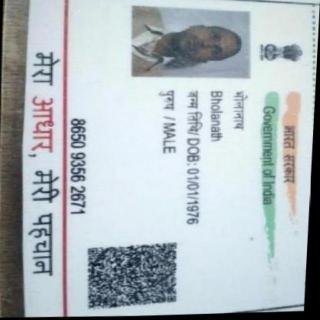 भारत सरकार
Government of India
भोलानाथ
Bholanath
जन्म तिथि/ DOB: 01/01/1976
पुरुष / MALE
8650 9356 2671
मेरा आधार, मेरी पहचान